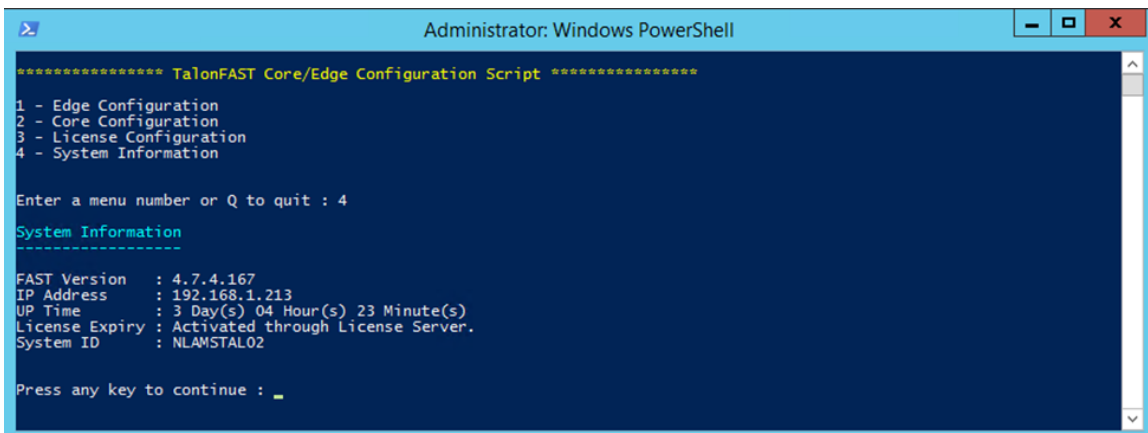 Administrator: Windows PowerShell
**************** TalonFAST Core/Edge Configuration Script ****************
1 - Edge Configuration
2 - Core Configuration
3 - License Configuration
4 - System Information
Enter a menu number or Q to quit : 4
System Information
------------------
FAST Version   : 4.7.4.167
IP Address     : 192.168.1.213
UP Time        : 3 Day(s) 04 Hour(s) 23 Minute(s)
License Expiry : Activated through License Server.
System ID      : NLAMSTAL02
Press any key to continue : _